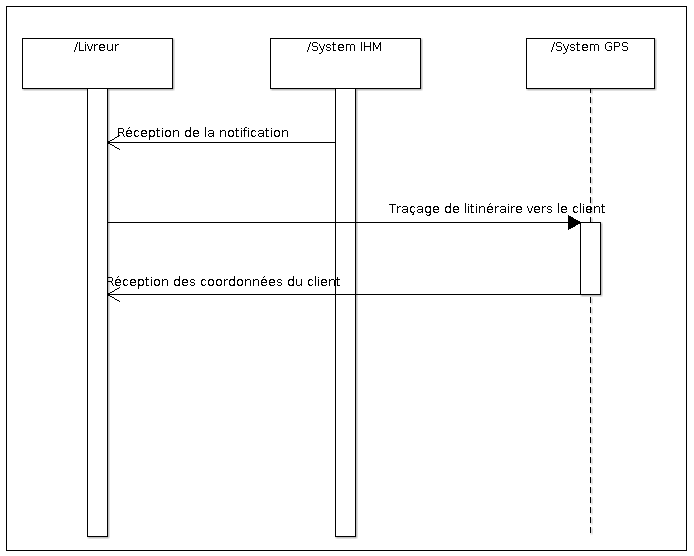 /Livreur
/System IHM
/System GPS
Réception de la notification
Traçage de litinéraire vers le client
Réception des coordonnées du client